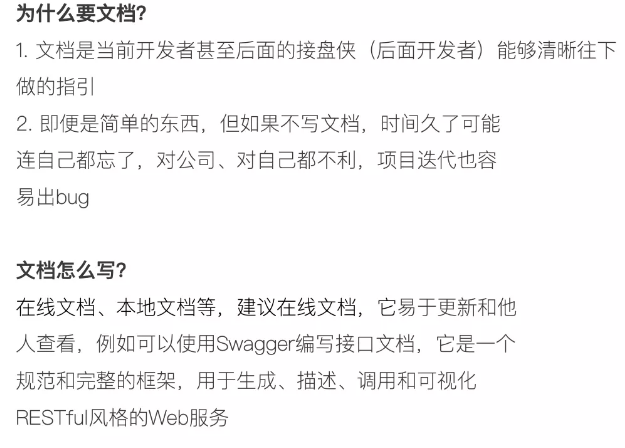 为什么要文档?
1. 文档是当前开发者甚至后面的接盘侠（后面开发者）能够清晰往下
做的指引
2. 即便是简单的东西，但如果不写文档，时间久了可能
连自己都忘了，对公司、对自己都不利，项目迭代也容
易出bug
文档怎么写?
在线文档、本地文档等，建议在线文档，它易于更新和他
人查看，例如可以使用Swagger编写接口文档，它是一个
规范和完整的框架，用于生成、描述、调用和可视化
RESTful风格的Web服务